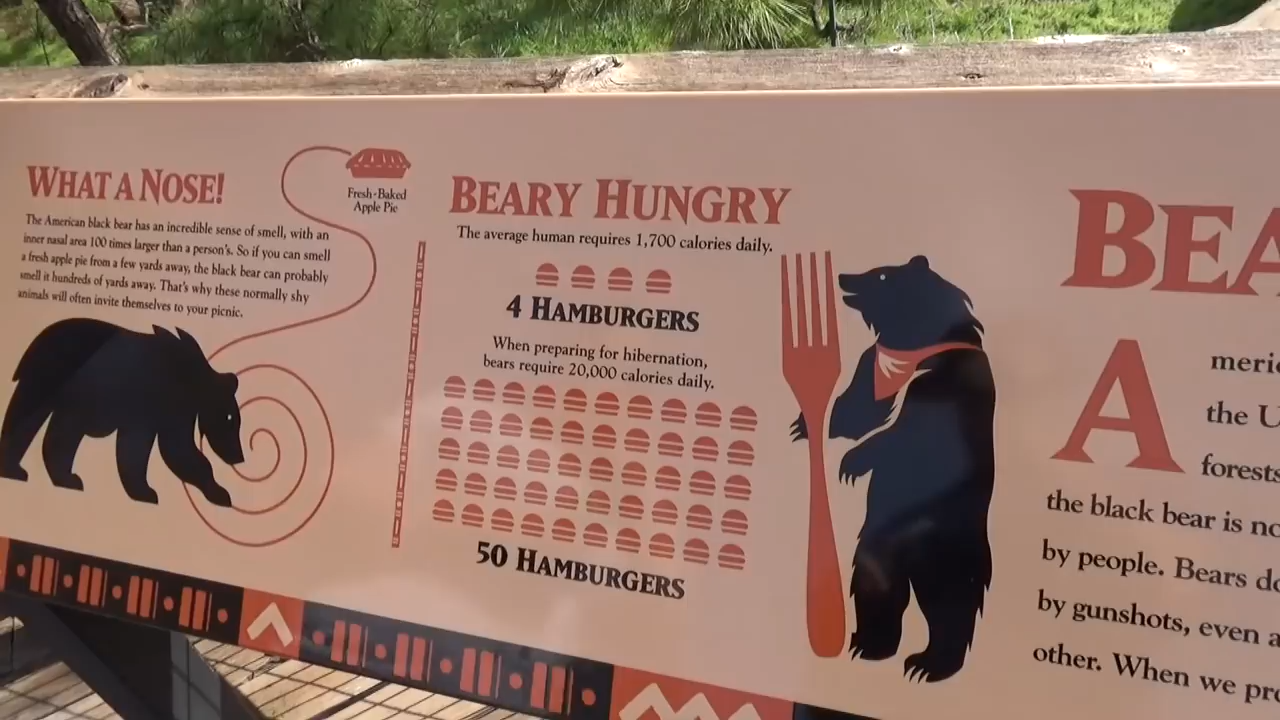 WHAT A NOSE!
The American black bear has an incredible sense of smell, with an
inner nasal area 100 times larger than a person's. So if you can smell
a fresh apple pie from a few yards away, the black bear can probably
smell it hundreds of yards away. That's why these normally shy
animals will often invite themselves to your picnic.
Fresh-Baked
Apple Pie
BEARY HUNGRY
The average human requires 1,700 calories daily.
4 HAMBURGERS
When preparing for hibernation,
bears require 20,000 calories daily.
50 HAMBURGERS
BEA
A
meri
the U
forests
the black bear is no
by people. Bears do
by gunshots, even a
other. When we pro